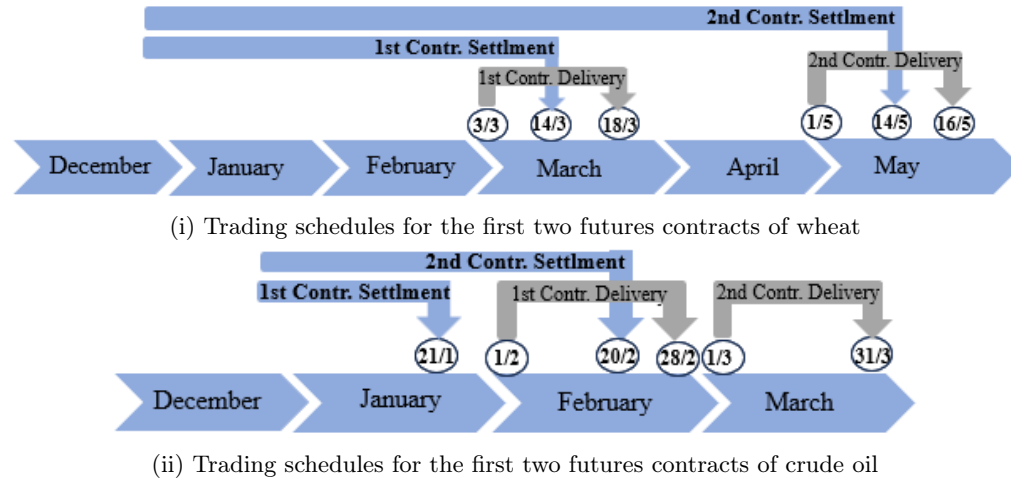 2nd Contr. Settlment
1st Contr. Settlment
1st Contr. Delivery
2nd Contr. Delivery
3/3 14/3 18/3 1/5 14/5 16/5
December January February March April May
(i) Trading schedules for the first two futures contracts of wheat
2nd Contr. Settlment
1st Contr. Settlment 1st Contr. Delivery 2nd Contr. Delivery
21/1 1/2 20/2 28/2 1/3 31/3
December January February March
(ii) Trading schedules for the first two futures contracts of crude oil